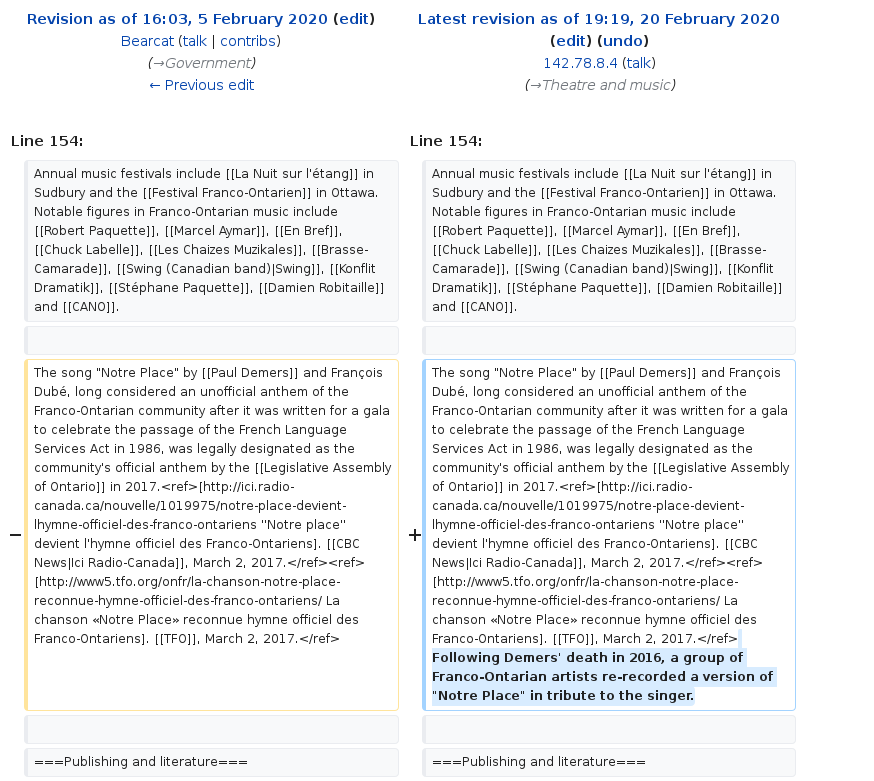 Revision as of 16:03, 5 February 2020 (edit)
Bearcat (talk | contribs)
(→Government)
← Previous edit
Latest revision as of 19:19, 20 February 2020
(edit) (undo)
142.78.8.4 (talk)
(→Theatre and music)
Line 154:
Line 154:
Annual music festivals include [[La Nuit sur l'étang]] in
Sudbury and the [[Festival Franco-Ontarien]] in Ottawa.
Notable figures in Franco-Ontarian music include
[[Robert Paquette]], [[Marcel Aymar]], [[En Bref]],
[[Chuck Labelle]], [[Les Chaizes Muzikales]], [[Brasse-
Camarade]], [[Swing (Canadian band)|Swing]], [[Konflit
Dramatik]], [[Stéphane Paquette]], [[Damien Robitaille]]
and [[CANO]].
Annual music festivals include [[La Nuit sur l'étang]] in
Sudbury and the [[Festival Franco-Ontarien]] in Ottawa.
Notable figures in Franco-Ontarian music include
[[Robert Paquette]], [[Marcel Aymar]], [[En Bref]],
[[Chuck Labelle]], [[Les Chaizes Muzikales]], [[Brasse-
Camarade]], [[Swing (Canadian band)|Swing]], [[Konflit
Dramatik]], [[Stéphane Paquette]], [[Damien Robitaille]]
and [[CANO]].
−
The song "Notre Place" by [[Paul Demers]] and François
Dubé, long considered an unofficial anthem of the
Franco-Ontarian community after it was written for a gala
to celebrate the passage of the French Language
Services Act in 1986, was legally designated as the
community's official anthem by the [[Legislative Assembly
of Ontario]] in 2017.<ref>[http://ici.radio-
canada.ca/nouvelle/1019975/notre-place-devient-
lhymne-officiel-des-franco-ontariens ''Notre place''
devient l'hymne officiel des Franco-Ontariens]. [[CBC
News|Ici Radio-Canada]], March 2, 2017.</ref><ref>
[http://www5.tfo.org/onfr/la-chanson-notre-place-
reconnue-hymne-officiel-des-franco-ontariens/ La
chanson «Notre Place» reconnue hymne officiel des
Franco-Ontariens]. [[TFO]], March 2, 2017.</ref>
+
The song "Notre Place" by [[Paul Demers]] and François
Dubé, long considered an unofficial anthem of the
Franco-Ontarian community after it was written for a gala
to celebrate the passage of the French Language
Services Act in 1986, was legally designated as the
community's official anthem by the [[Legislative Assembly
of Ontario]] in 2017.<ref>[http://ici.radio-
canada.ca/nouvelle/1019975/notre-place-devient-
lhymne-officiel-des-franco-ontariens ''Notre place''
devient l'hymne officiel des Franco-Ontariens]. [[CBC
News|Ici Radio-Canada]], March 2, 2017.</ref><ref>
[http://www5.tfo.org/onfr/la-chanson-notre-place-
reconnue-hymne-officiel-des-franco-ontariens/ La
chanson «Notre Place» reconnue hymne officiel des
Franco-Ontariens]. [[TFO]], March 2, 2017.</ref>
Following Demers' death in 2016, a group of
Franco-Ontarian artists re-recorded a version of
"Notre Place" in tribute to the singer.
===Publishing and literature===
===Publishing and literature===